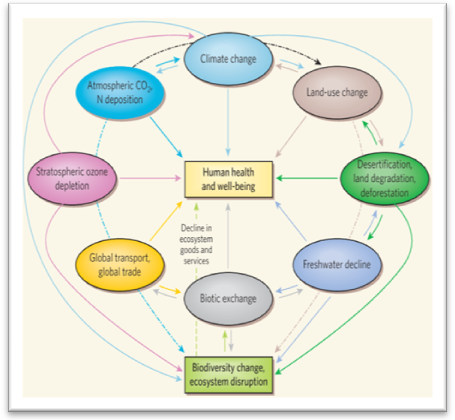 Climate change
Atmospheric CO₂,
N deposition
Land-use change
Stratospheric ozone
depletion
Human health
and well-being
Desertification,
land degradation,
deforestation
Decline in
ecosystem
goods and
services
Global transport,
global trade
Freshwater decline
Biotic exchange
Biodiversity change,
ecosystem disruption